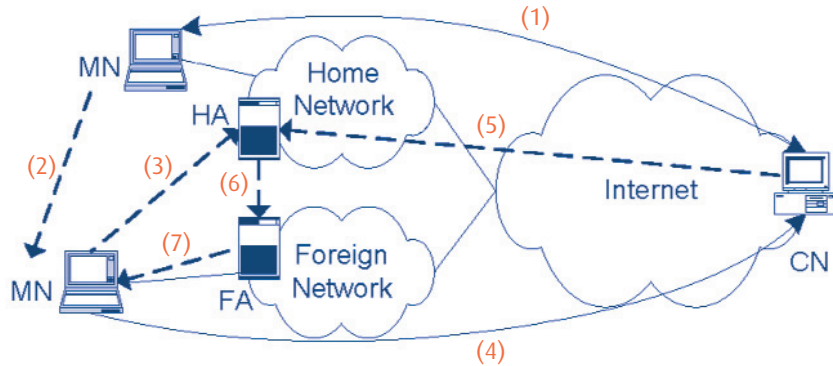 (1)
MN
Home
Network
HA
(5)
(2)
(3)
(6)
Internet
(7)
Foreign
Network
MN
FA
CN
(4)